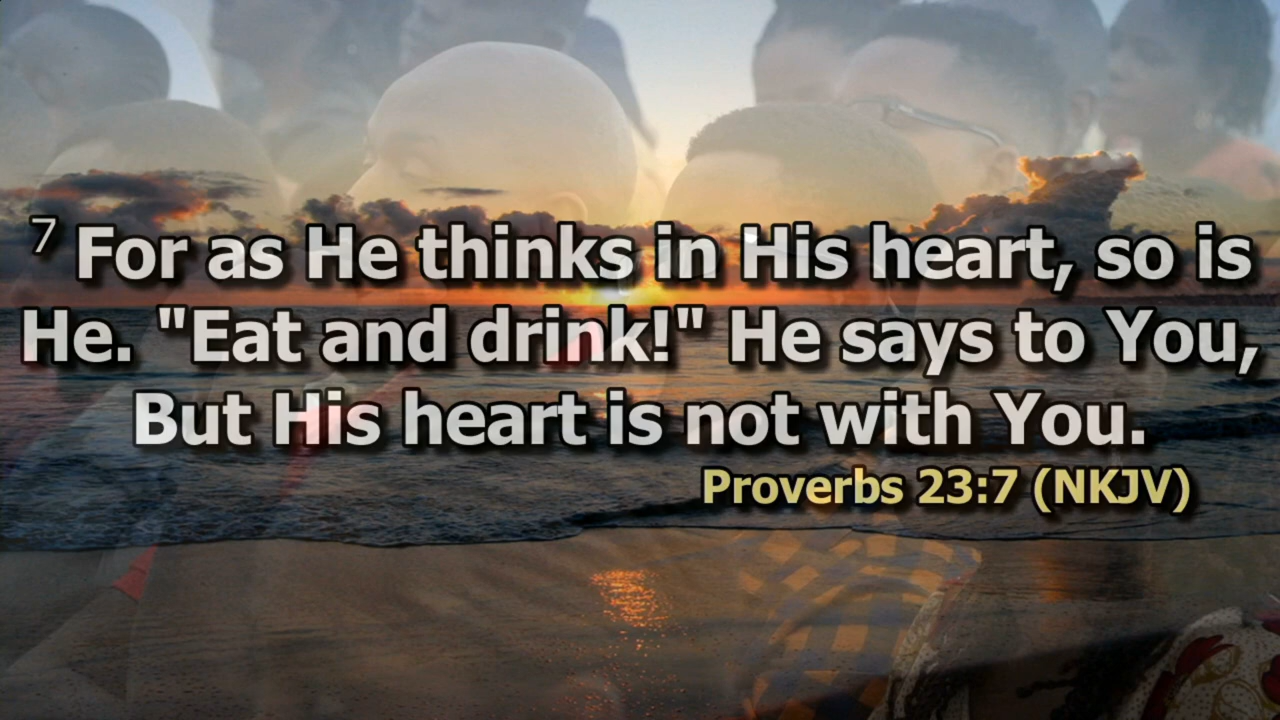 7 For as He thinks in His heart, so is
He. "Eat and drink!" He says to You,
But His heart is not with You.
Proverbs 23:7 (NKJV)